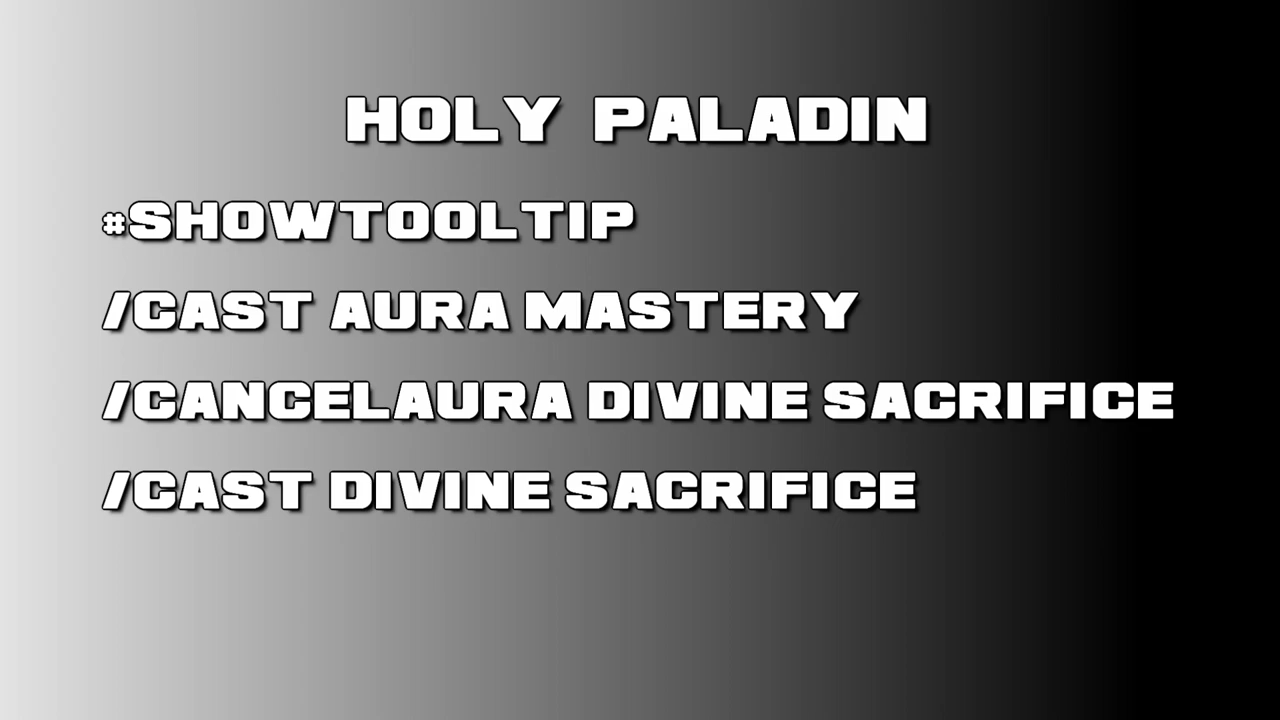 HOLY PALADIN
#SHOWTOOLTIP
/CAST AURA MASTERY
/CANCELAURA DIVINE SACRIFICE
/CAST DIVINE SACRIFICE